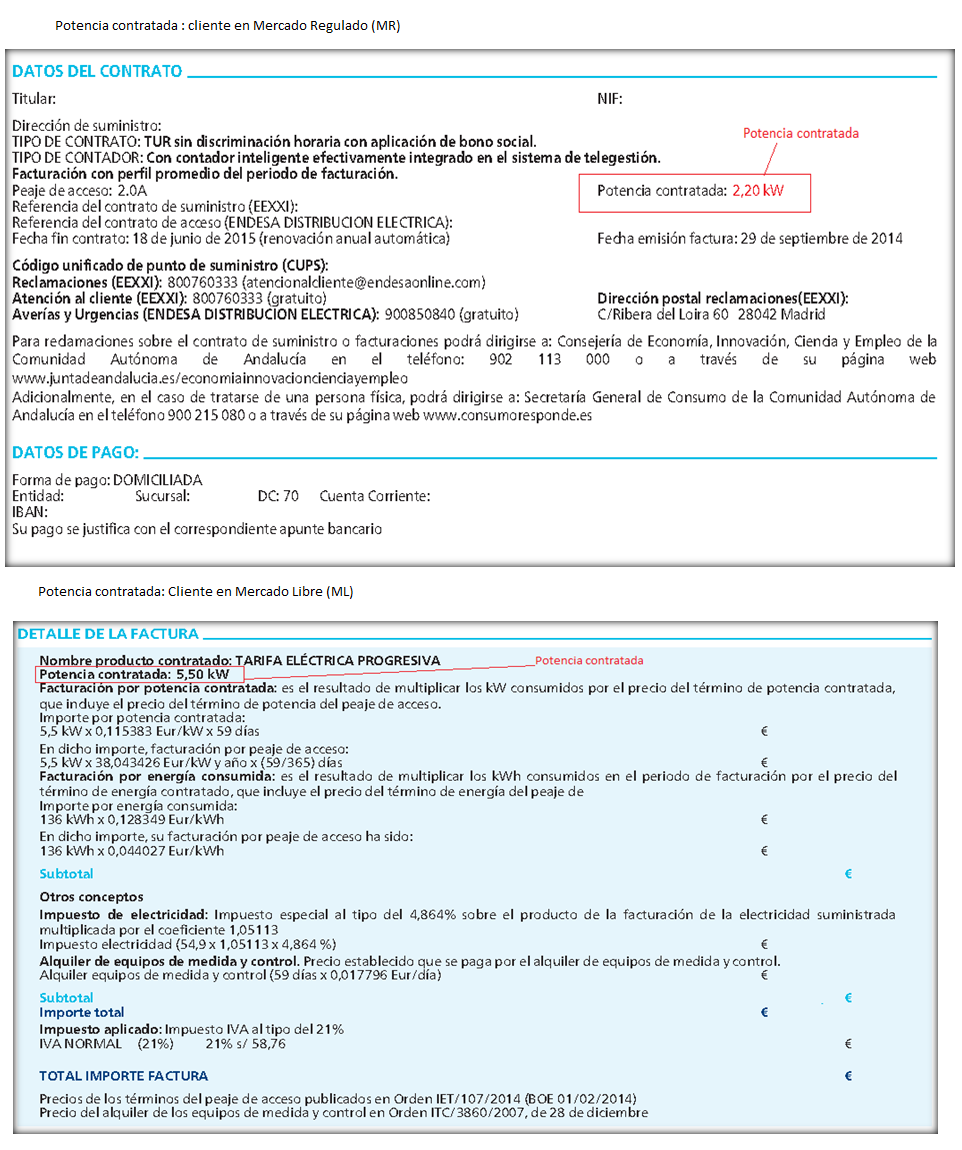 Potencia contratada : cliente en Mercado Regulado (MR)
DATOS DEL CONTRATO
Titular: NIF:
Dirección de suministro:
TIPO DE CONTRATO: TUR sin discriminación horaria con aplicación de bono social.
Potencia contratada
TIPO DE CONTADOR: Con contador inteligente efectivamente integrado en el sistema de telegestión.
Facturación con perfil promedio del periodo de facturación.
Peaje de acceso: 2.0A Potencia contratada: 2,20 kW
Referencia del contrato de suministro (EEXXI):
Referencia del contrato de acceso (ENDESA DISTRIBUCION ELECTRICA):
Fecha fin contrato: 18 de junio de 2015 (renovación anual automática) Fecha emisión factura: 29 de septiembre de 2014
Código unificado de punto de suministro (CUPS):
Reclamaciones (EEXXI): 800760333 (atencionalcliente@endesaonline.com)
Atención al cliente (EEXXI): 800760333 (gratuito) Dirección postal reclamaciones(EEXXI):
Averías y Urgencias (ENDESA DISTRIBUCION ELECTRICA): 900850840 (gratuito) C/Ribera del Loira 60 28042 Madrid
Para reclamaciones sobre el contrato de suministro o facturaciones podrá dirigirse a: Consejería de Economía, Innovación, Ciencia y Empleo de la
Comunidad Autónoma de Andalucía en el teléfono: 902 113 000 o a través de su página web
www.juntadeandalucia.es/economiainnovacioncienciayempleo
Adicionalmente, en el caso de tratarse de una persona física, podrá dirigirse a: Secretaría General de Consumo de la Comunidad Autónoma de
Andalucía en el teléfono 900 215 080 o a través de su página web www.consumoresponde.es
DATOS DE PAGO:
Forma de pago: DOMICILIADA
Entidad: Sucursal: DC: 70 Cuenta Corriente:
IBAN:
Su pago se justifica con el correspondiente apunte bancario
Potencia contratada: Cliente en Mercado Libre (ML)
DETALLE DE LA FACTURA
Nombre producto contratado: TARIFA ELÉCTRICA PROGRESIVA Potencia contratada
Potencia contratada: 5,50 kW
Facturación por potencia contratada: es el resultado de multiplicar los kW consumidos por el precio del término de potencia contratada,
que incluye el precio del término de potencia del peaje de acceso.
Importe por potencia contratada:
5,5 kW x 0,115383 Eur/kW x 59 días €
En dicho importe, facturación por peaje de acceso:
5,5 kW x 38,043426 Eur/kW y año x (59/365) días €
Facturación por energía consumida: es el resultado de multiplicar los kWh consumidos en el periodo de facturación por el precio del
término de energía contratado, que incluye el precio del término de energía del peaje de
Importe por energía consumida:
136 kWh x 0,128349 Eur/kWh €
En dicho importe, su facturación por peaje de acceso ha sido:
136 kWh x 0,044027 Eur/kWh €
Subtotal €
Otros conceptos
Impuesto de electricidad: Impuesto especial al tipo del 4,864% sobre el producto de la facturación de la electricidad suministrada
multiplicada por el coeficiente 1,05113
Impuesto electricidad (54,9 x 1,05113 x 4,864 %) €
Alquiler de equipos de medida y control. Precio establecido que se paga por el alquiler de equipos de medida y control.
Alquiler equipos de medida y control (59 días x 0,017796 Eur/día) €
Subtotal €
Importe total €
Impuesto aplicado: Impuesto IVA al tipo del 21%
IVA NORMAL (21%) 21% s/ 58,76 €
TOTAL IMPORTE FACTURA €
Precios de los términos del peaje de acceso publicados en Orden IET/107/2014 (BOE 01/02/2014)
Precio del alquiler de los equipos de medida y control en Orden ITC/3860/2007, de 28 de diciembre